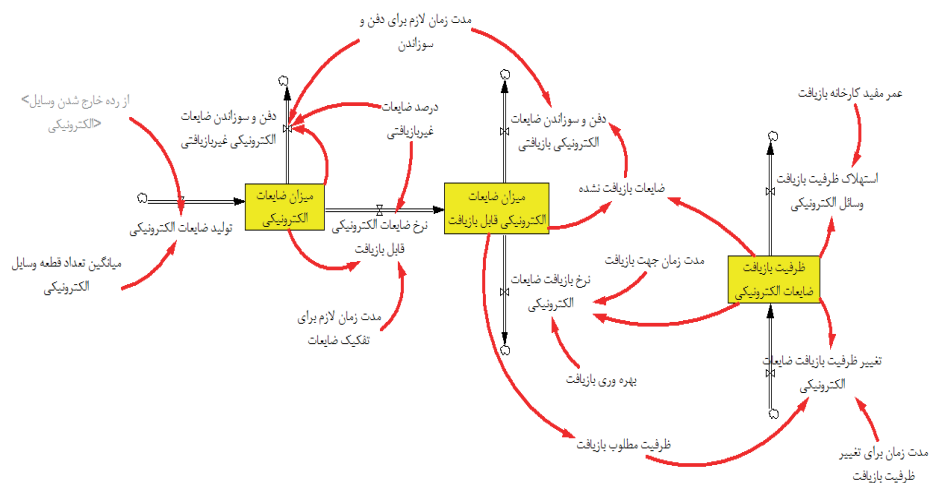 مدت زمان لازم برای دفن و
سوزاندن
<از رده خارج شدن وسایل
الکترونیکی>
دفن و سوزاندن ضایعات
الکترونیکی غیربازیافتی
درصد ضایعات
غیربازیافتی
دفن و سوزاندن ضایعات
الکترونیکی بازیافتی
عمر مفید کارخانه بازیافت
استهلاک ظرفیت بازیافت
وسائل الکترونیکی
ضایعات بازیافت نشده
میزان ضایعات
الکترونیکی
میزان ضایعات
الکترونیکی قابل بازیافت
تولید ضایعات الکترونیکی
نرخ ضایعات الکترونیکی
قابل بازیافت
میانگین تعداد قطعه وسایل
الکترونیکی
مدت زمان جهت بازیافت
ظرفیت بازیافت
ضایعات الکترونیکی
نرخ بازیافت ضایعات
الکترونیکی
مدت زمان لازم برای
تفکیک ضایعات
بهره وری بازیافت
تغییر ظرفیت بازیافت ضایعات
الکترونیکی
ظرفیت مطلوب بازیافت
مدت زمان برای تغییر
ظرفیت بازیافت